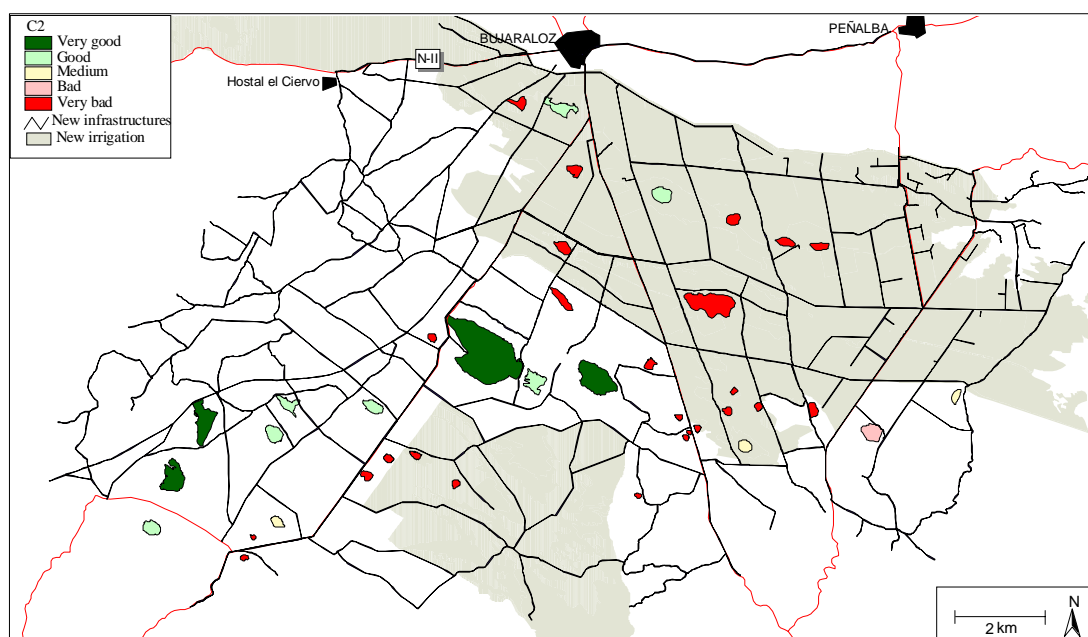 C2
Very good
Good
Medium
Bad
Very bad
New infrastructures
New irrigation
BUJARALOZ
PEÑALBA
N-II
Hostal el Ciervo
N
2 km